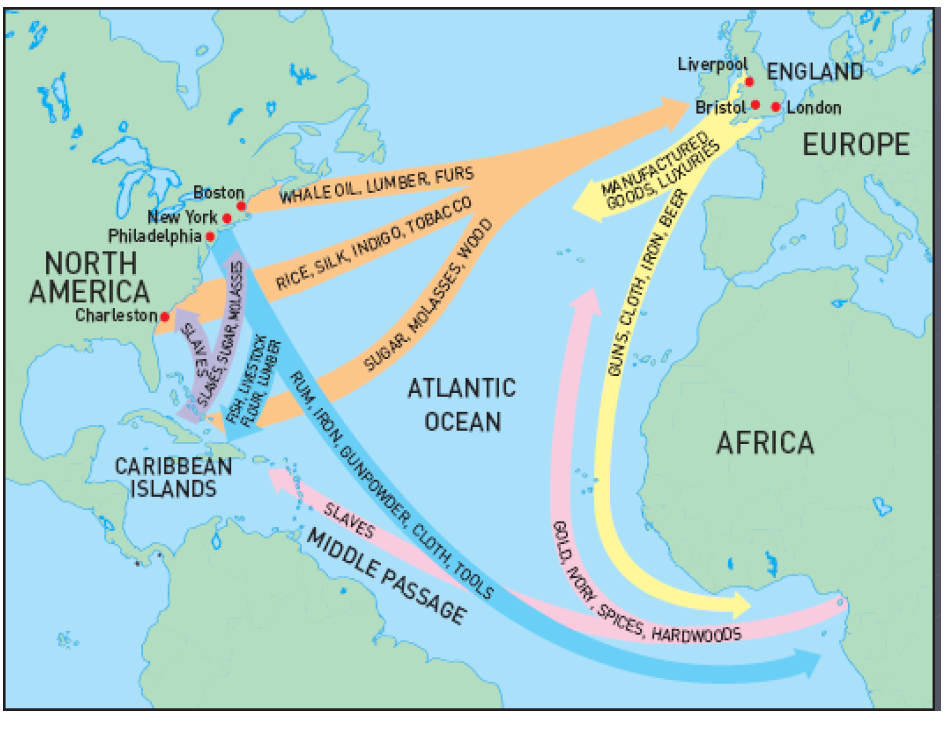 Liverpool
ENGLAND
Bristol
London
EUROPE
MANUFACTURED
GOODS, LUXURIES
WHALE OIL, LUMBER, FURS
Boston
New York
Philadelphia
RICE, SILK, INDIGO, TOBACCO
NORTH
AMERICA
Charleston
SUGAR, MOLASSES, WOOD
GUNS, CLOTH, IRON, BEER
SLAVES
SLAVES, SUGAR, MOLASSES
FISH, LIVESTOCK
FLOUR, LUMBER
RUM, IRON, GUNPOWDER, CLOTH, TOOLS
ATLANTIC
OCEAN
AFRICA
CARIBBEAN
ISLANDS
SLAVES
MIDDLE PASSAGE
GOLD, IVORY, SPICES, HARDWOODS